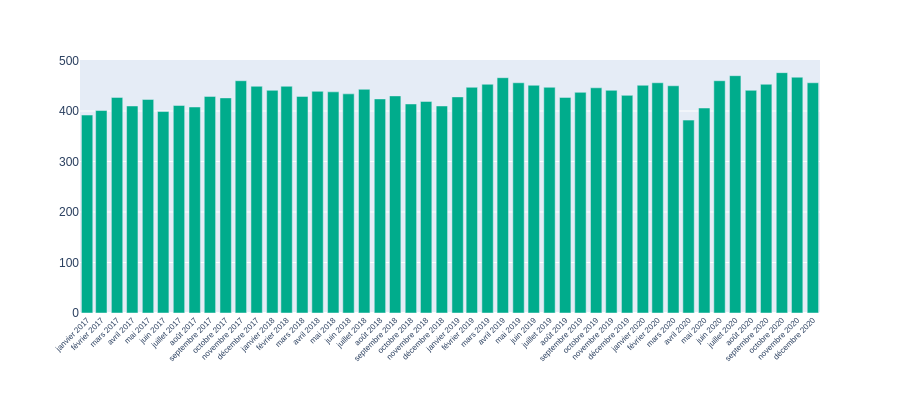 500
400
300
200
100
0
janvier 2017
février 2017
mars 2017
avril 2017
mai 2017
juin 2017
juillet 2017
août 2017
septembre 2017
octobre 2017
novembre 2017
décembre 2017
janvier 2018
février 2018
mars 2018
avril 2018
mai 2018
juin 2018
juillet 2018
août 2018
septembre 2018
octobre 2018
novembre 2018
décembre 2018
janvier 2019
février 2019
mars 2019
avril 2019
mai 2019
juin 2019
juillet 2019
août 2019
septembre 2019
octobre 2019
novembre 2019
décembre 2019
janvier 2020
février 2020
mars 2020
avril 2020
mai 2020
juin 2020
juillet 2020
août 2020
septembre 2020
octobre 2020
novembre 2020
décembre 2020